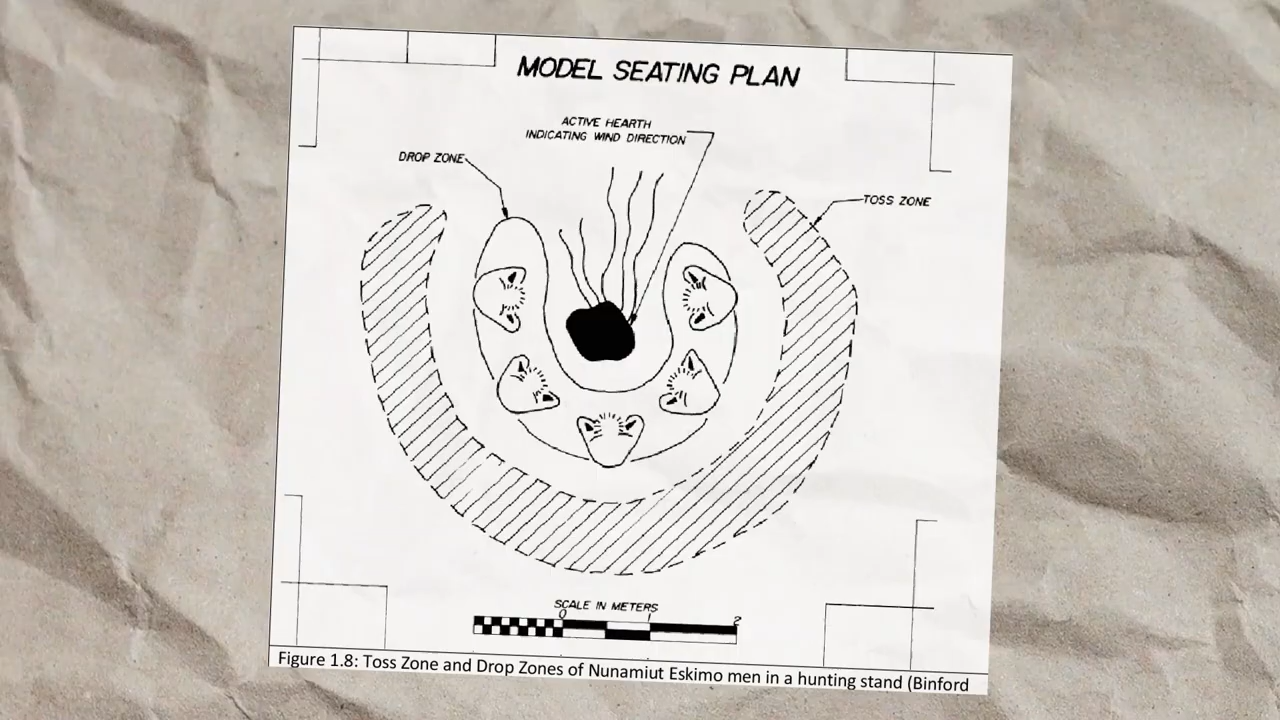 MODEL SEATING PLAN
ACTIVE HEARTH
INDICATING WIND DIRECTION
DROP ZONE
TOSS ZONE
SCALE IN METERS
0 1 2
Figure 1.8: Toss Zone and Drop Zones of Nunamiut Eskimo men in a hunting stand (Binford